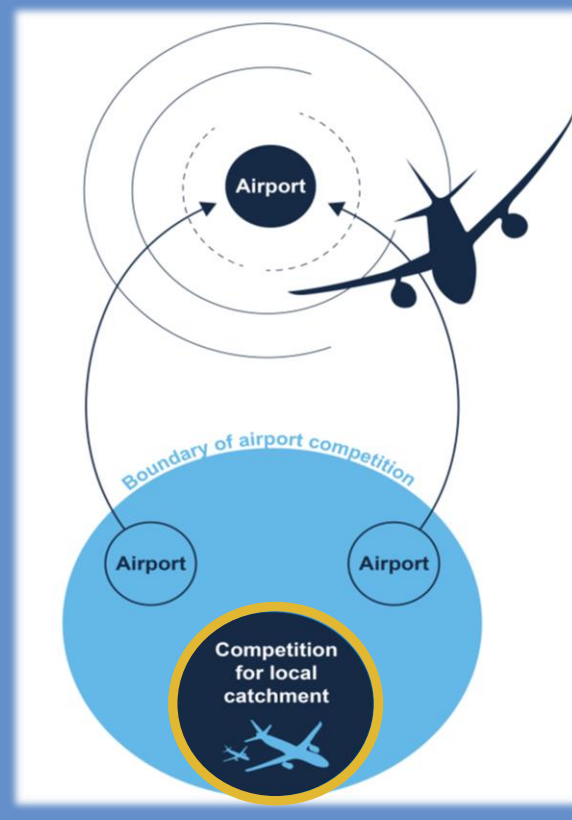 Airport
Boundary of airport competition
Airport
Airport
Competition
for local
catchment